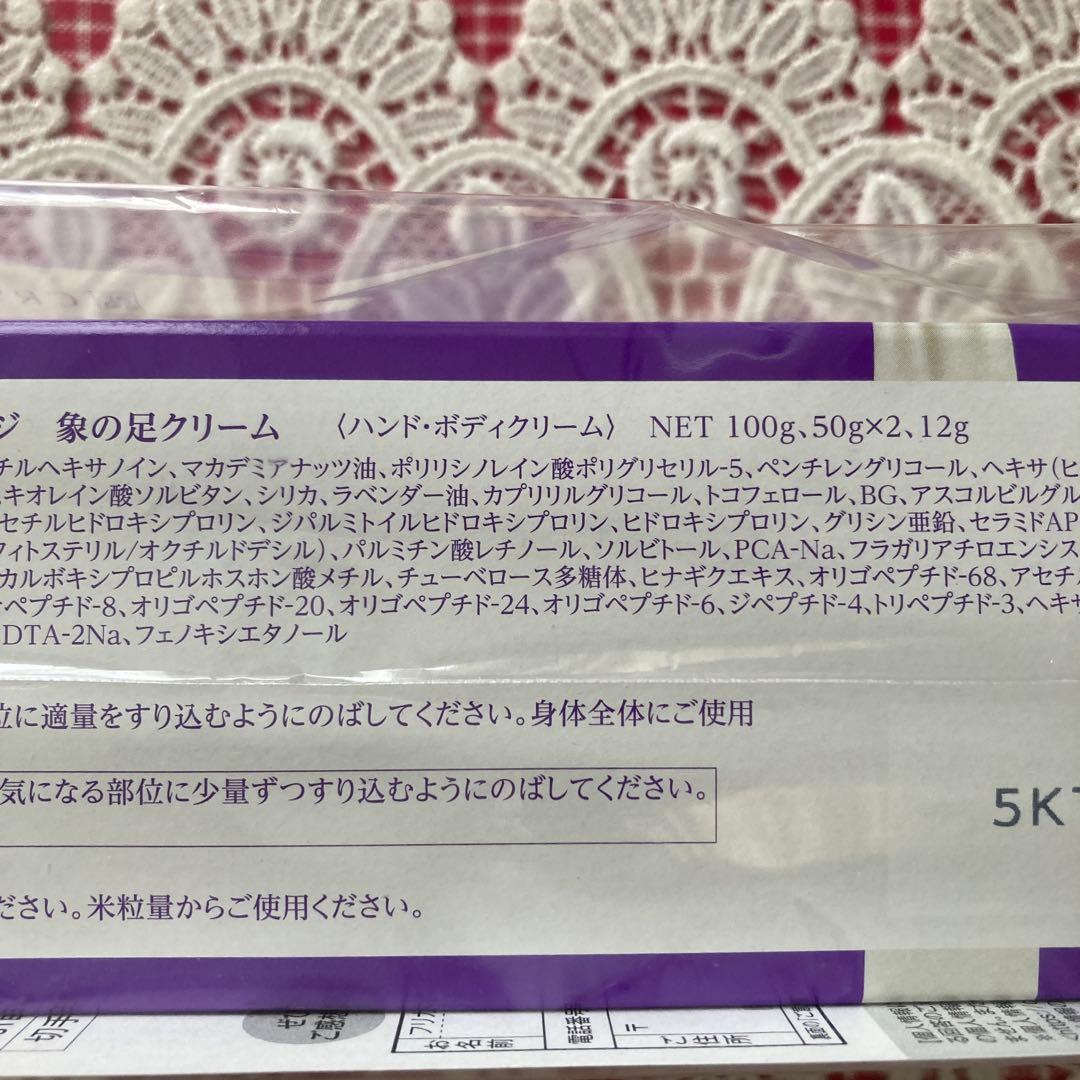 ジ 象の足クリーム 〈ハンド・ボディクリーム〉 NET 100g、50g×2、12g
チルヘキサノイン、マカデミアナッツ油、ポリリシノレイン酸ポリグリセリル-5、ペンチレングリコール、ヘキサ(ヒ
キオレイン酸ソルビタン、シリカ、ラベンダー油、カプリリルグリコール、トコフェロール、BG、アスコルビルグル
セチルヒドロキシプロリン、ジパルミトイルヒドロキシプロリン、ヒドロキシプロリン、グリシン亜鉛、セラミドAP
フィトステリル/オクチルドデシル)、パルミチン酸レチノール、ソルビトール、PCA-Na、フラガリアチロエンシス
カルボキシプロピルホスホン酸メチル、チューベロース多糖体、ヒナギクエキス、オリゴペプチド-68、アセチル
ペプチド-8、オリゴペプチド-20、オリゴペプチド-24、オリゴペプチド-6、ジペプチド-4、トリペプチド-3、ヘキサ
DTA-2Na、フェノキシエタノール
位に適量をすり込むようにのばしてください。身体全体にご使用
気になる部位に少量ずつすり込むようにのばしてください。
5K
ださい。米粒量からご使用ください。
切手
フリガ
お名前
電話番号
〒
ご住所